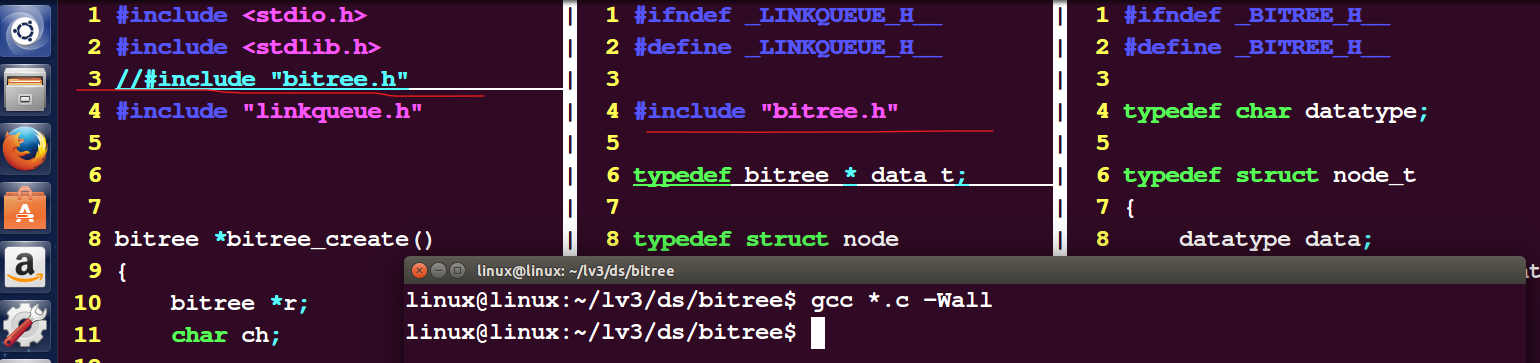 1 #include <stdio.h>
2 #include <stdlib.h>
3 //#include "bitree.h"
4 #include "linkqueue.h"
5
6
7
8 bitree *bitree_create()
9 {
10     bitree *r;
11     char ch;
1 #ifndef _LINKQUEUE_H__
2 #define _LINKQUEUE_H__
3
4 #include "bitree.h"
5
6 typedef bitree * data_t;
7
8 typedef struct node
1 #ifndef _BITREE_H__
2 #define _BITREE_H__
3
4 typedef char datatype;
5
6 typedef struct node_t
7 {
8     datatype data;
linux@linux: ~/lv3/ds/bitree
linux@linux:~/lv3/ds/bitree$ gcc *.c -Wall
linux@linux:~/lv3/ds/bitree$